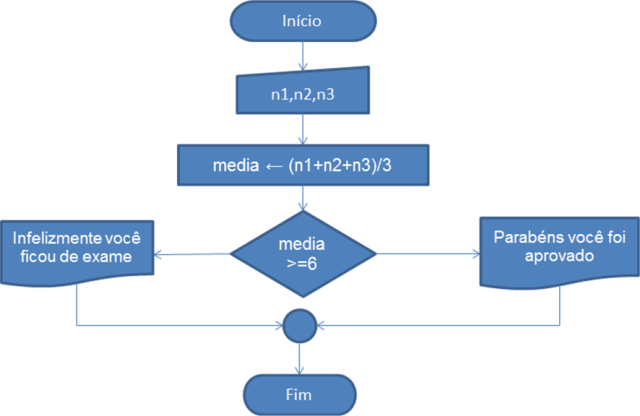 Início
n1,n2,n3
media ← (n1+n2+n3)/3
media
>=6
Infelizmente você
ficou de exame
Parabéns você foi
aprovado
Fim